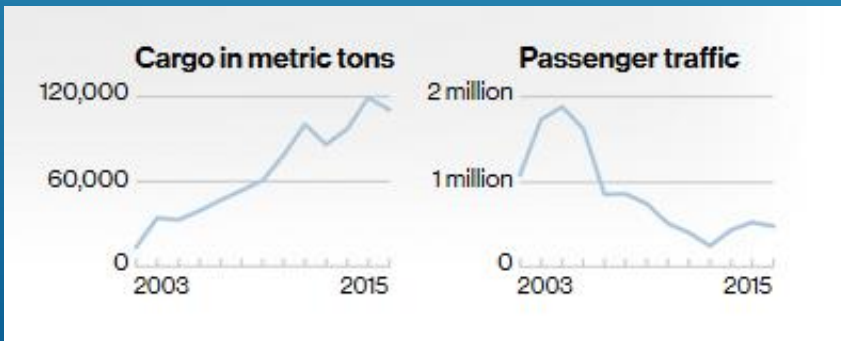 Cargo in metric tons
120,000
60,000
0
2003 2015
Passenger traffic
2 million
1 million
0
2003 2015